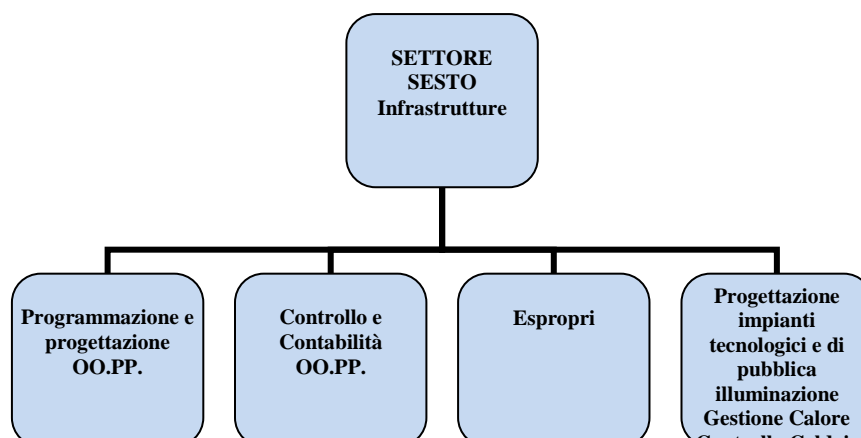 SETTORE
SESTO
Infrastrutture
Programmazione e
progettazione
OO.PP.
Controllo e
Contabilità
OO.PP.
Espropri
Progettazione
impianti
tecnologici e di
pubblica
illuminazione
Gestione Calore